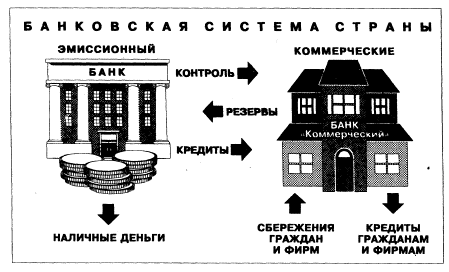 БАНКОВСКАЯ СИСТЕМА СТРАНЫ
ЭМИССИОННЫЙ
КОММЕРЧЕСКИЕ
БАНК
КОНТРОЛЬ
РЕЗЕРВЫ
КРЕДИТЫ
БАНК
«Коммерческий»
НАЛИЧНЫЕ ДЕНЬГИ
СБЕРЕЖЕНИЯ
ГРАЖДАН
И ФИРМ
КРЕДИТЫ
ГРАЖДАНАМ
И ФИРМАМ